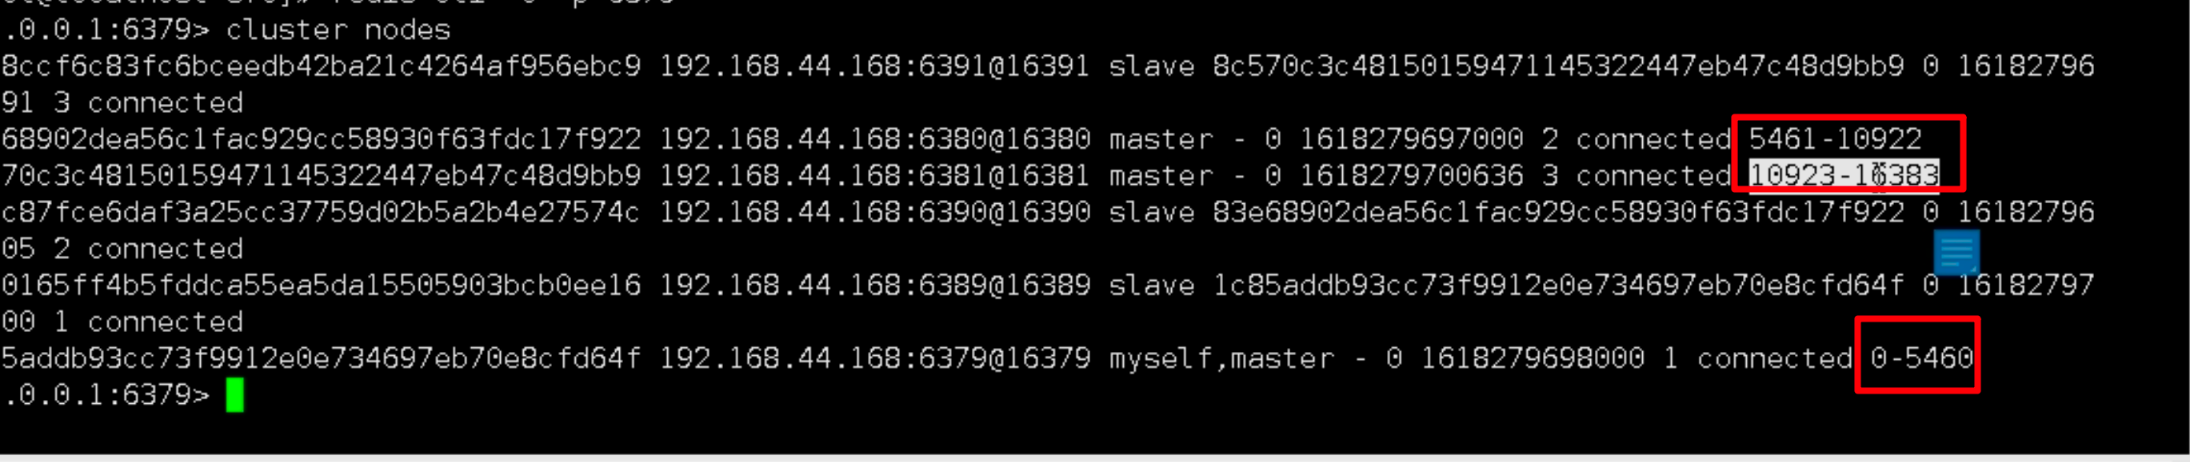 .0.0.1:6379> cluster nodes
8ccf6c83fc6bceedb42ba21c4264af956ebc9 192.168.44.168:6391@16391 slave 8c570c3c48150159471145322447eb47c48d9bb9 0 16182796
91 3 connected
68902dea56c1fac929cc58930f63fdc17f922 192.168.44.168:6380@16380 master - 0 1618279697000 2 connected 5461-10922
70c3c48150159471145322447eb47c48d9bb9 192.168.44.168:6381@16381 master - 0 1618279700636 3 connected 10923-16383
c87fce6daf3a25cc37759d02b5a2b4e27574c 192.168.44.168:6390@16390 slave 83e68902dea56c1fac929cc58930f63fdc17f922 0 16182796
05 2 connected
0165ff4b5fddca55ea5da15505903bcb0ee16 192.168.44.168:6389@16389 slave 1c85addb93cc73f9912e0e734697eb70e8cfd64f 0 16182797
00 1 connected
5addb93cc73f9912e0e734697eb70e8cfd64f 192.168.44.168:6379@16379 myself,master - 0 1618279698000 1 connected 0-5460
.0.0.1:6379>